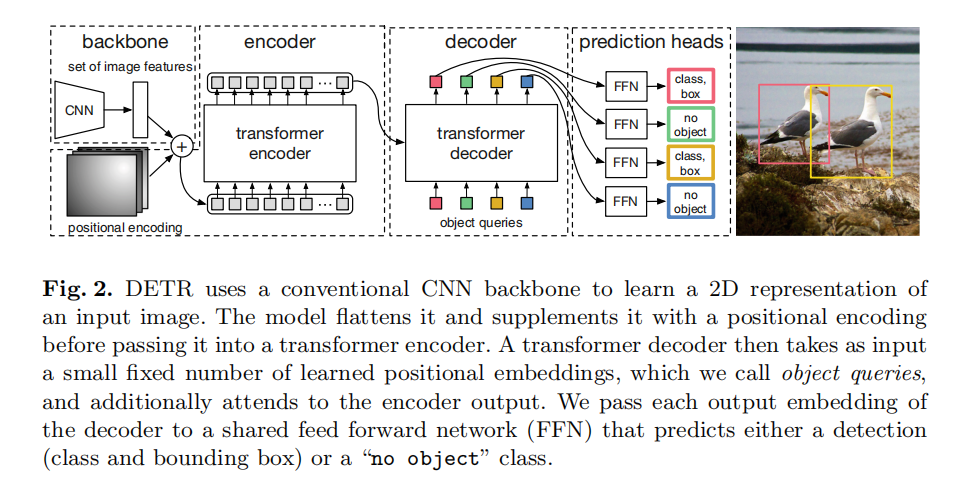 backbone
encoder
decoder
prediction heads
set of image features
CNN
+
positional encoding
...
transformer
encoder
...
transformer
decoder
object queries
FFN
class,
box
FFN
no
object
FFN
class,
box
FFN
no
object
Fig. 2. DETR uses a conventional CNN backbone to learn a 2D representation of
an input image. The model flattens it and supplements it with a positional encoding
before passing it into a transformer encoder. A transformer decoder then takes as input
a small fixed number of learned positional embeddings, which we call object queries,
and additionally attends to the encoder output. We pass each output embedding of
the decoder to a shared feed forward network (FFN) that predicts either a detection
(class and bounding box) or a “no object” class.